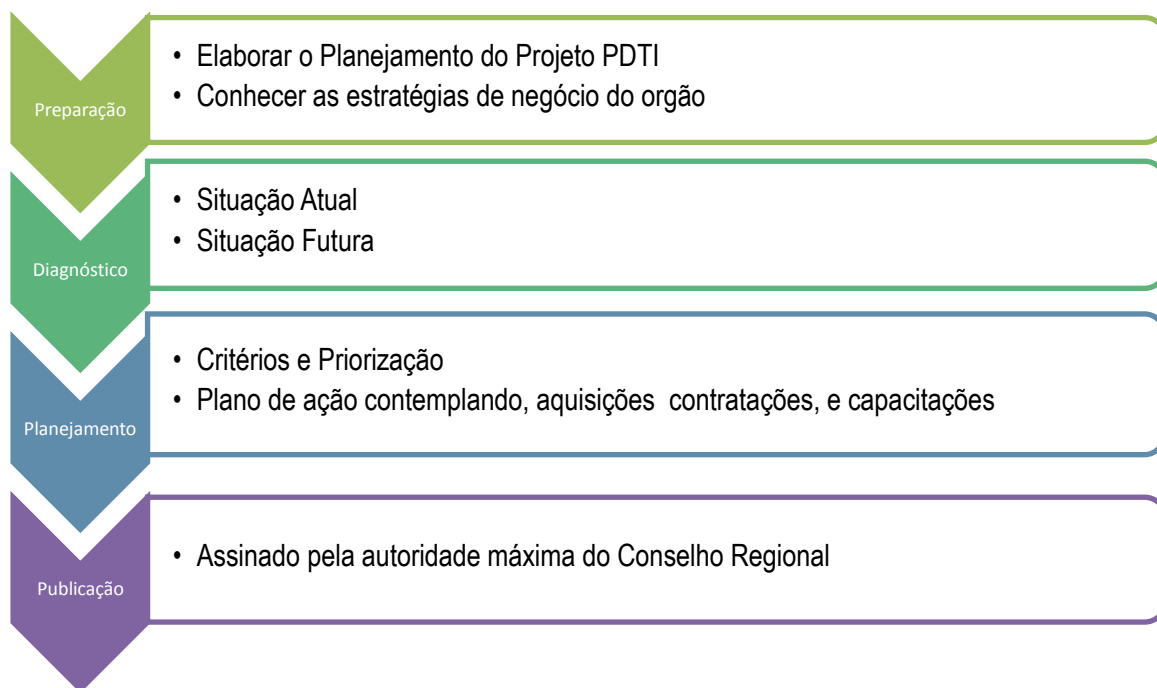 Preparação
• Elaborar o Planejamento do Projeto PDTI
• Conhecer as estratégias de negócio do orgão
Diagnóstico
• Situação Atual
• Situação Futura
Planejamento
• Critérios e Priorização
• Plano de ação contemplando, aquisições  contratações, e capacitações
Publicação
• Assinado pela autoridade máxima do Conselho Regional